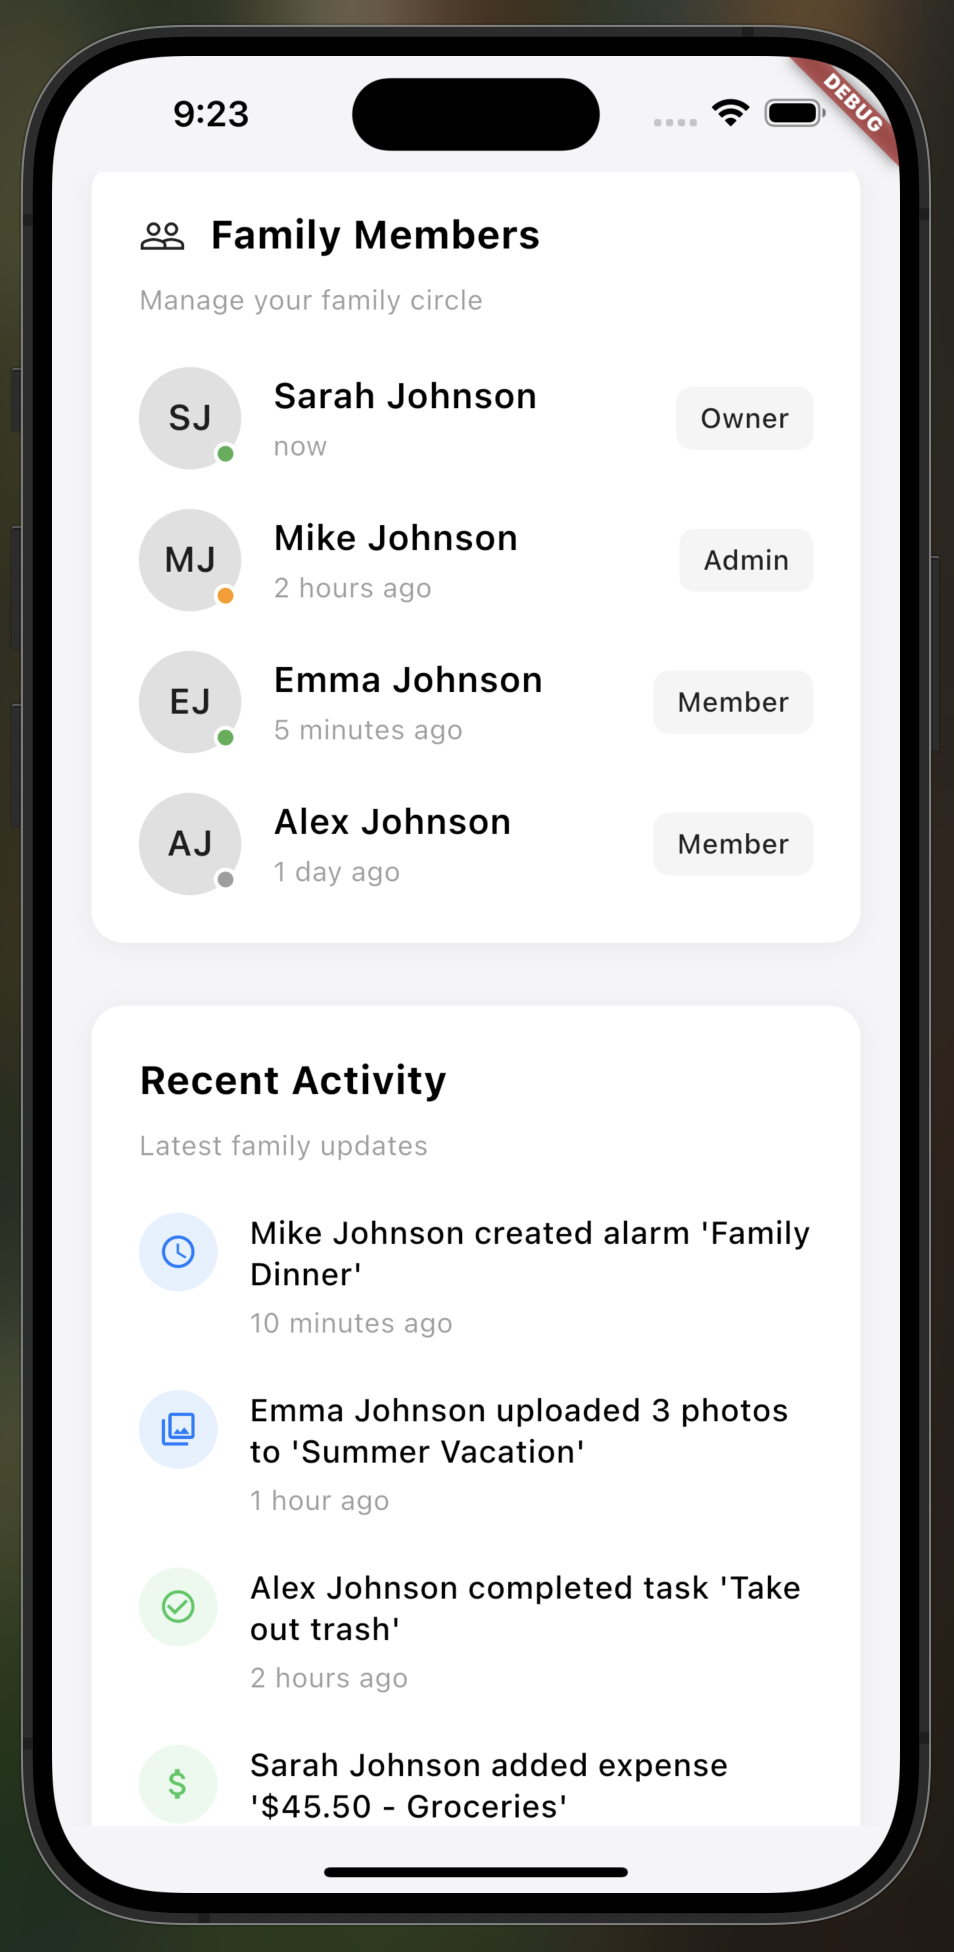 9:23
DEBUG
Family Members
Manage your family circle
SJ
Sarah Johnson
now
Owner
MJ
Mike Johnson
2 hours ago
Admin
EJ
Emma Johnson
5 minutes ago
Member
AJ
Alex Johnson
1 day ago
Member
Recent Activity
Latest family updates
Mike Johnson created alarm 'Family
Dinner'
10 minutes ago
Emma Johnson uploaded 3 photos
to 'Summer Vacation'
1 hour ago
Alex Johnson completed task 'Take
out trash'
2 hours ago
$
Sarah Johnson added expense
'$45.50 - Groceries'